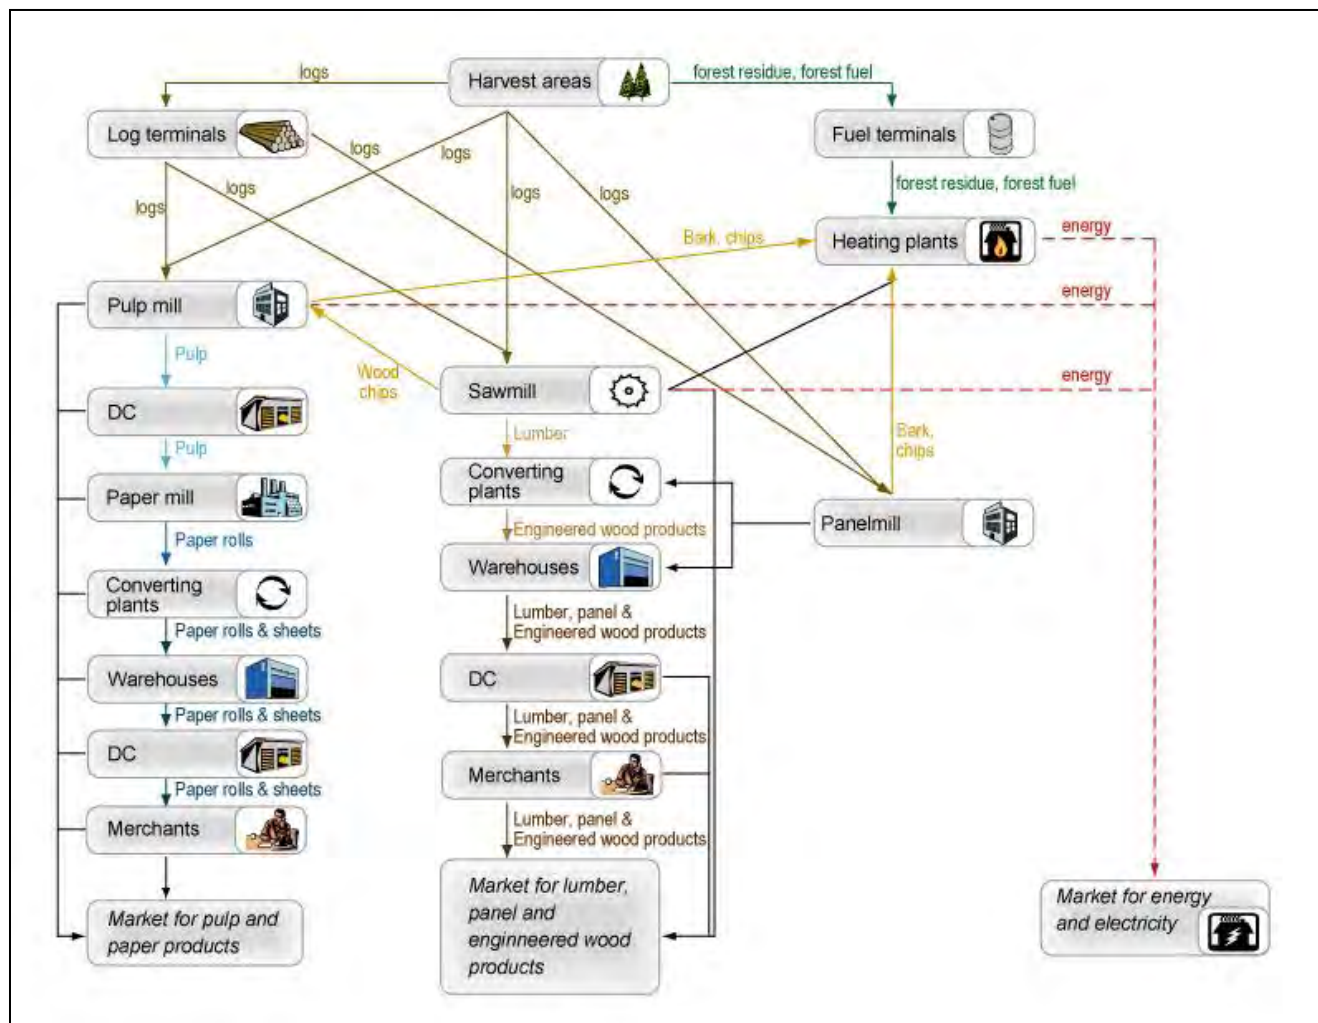 logs
Harvest areas
forest residue, forest fuel
Log terminals
Fuel terminals
logs
logs
logs
logs
logs
logs
forest residue, forest fuel
Bark, chips
Heating plants
energy
Pulp mill
energy
Pulp
Wood
chips
Sawmill
energy
DC
Lumber
Bark,
chips
Pulp
Converting
plants
Paper mill
Panelmill
Paper rolls
Engineered wood products
Warehouses
Converting
plants
Lumber, panel &
Engineered wood products
Paper rolls & sheets
Warehouses
DC
Paper rolls & sheets
Lumber, panel &
Engineered wood products
DC
Merchants
Paper rolls & sheets
Lumber, panel &
Engineered wood products
Merchants
Market for pulp and
paper products
Market for lumber,
panel and
enginneered wood
products
Market for energy
and electricity